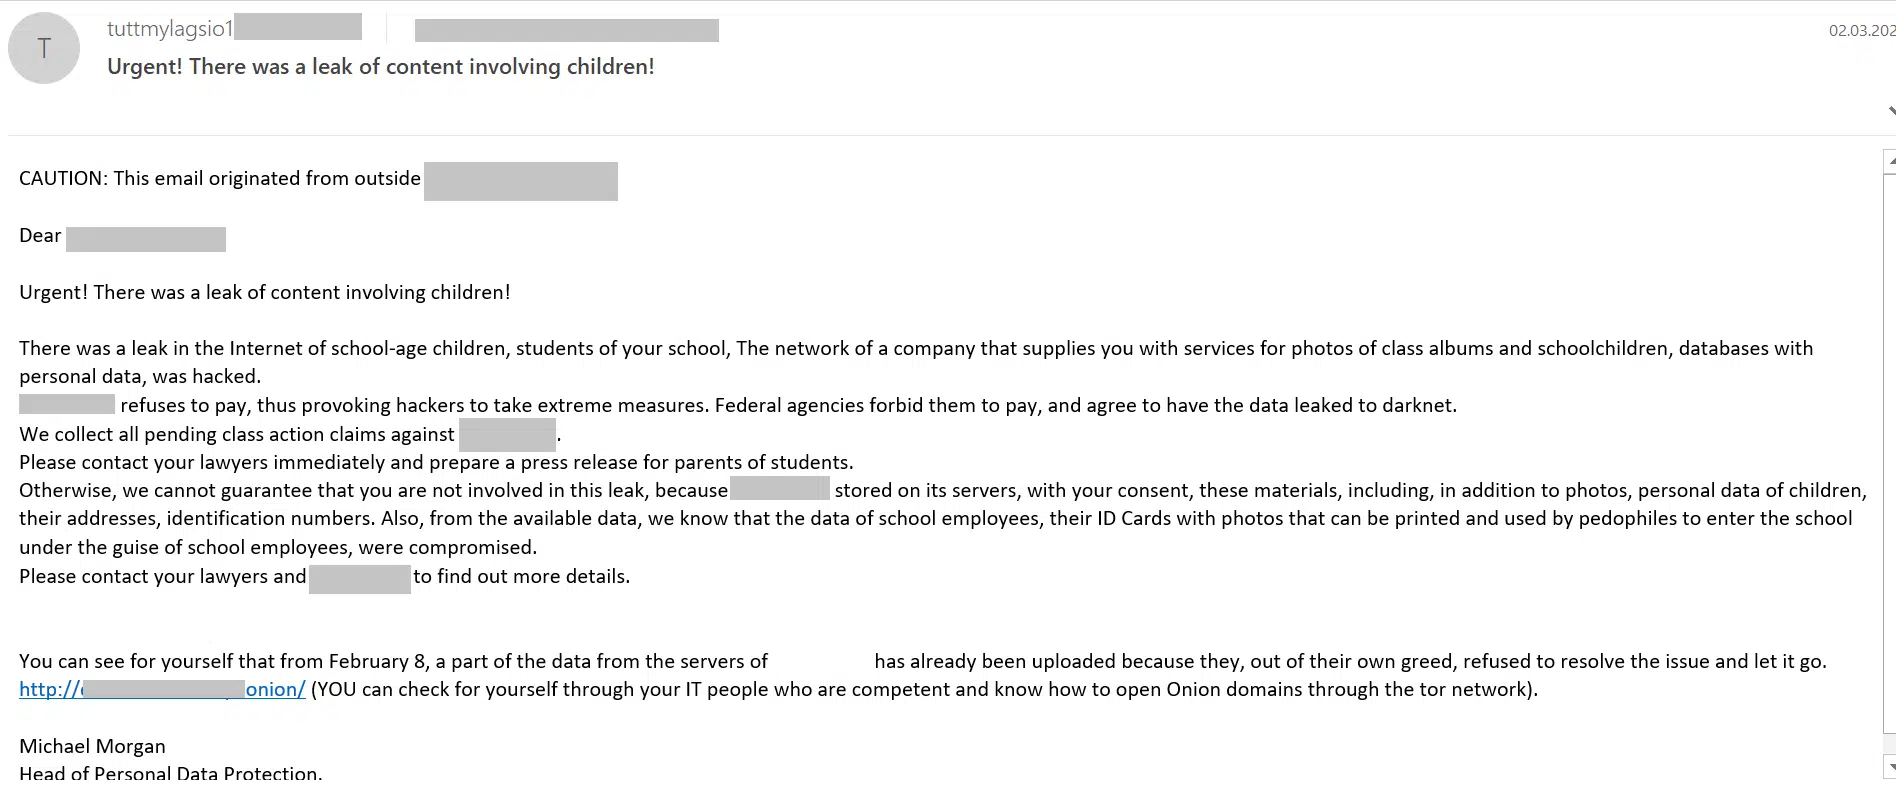 T
tuttmylagsio1
02.03.202
Urgent! There was a leak of content involving children!
CAUTION: This email originated from outside
Dear
Urgent! There was a leak of content involving children!
There was a leak in the Internet of school-age children, students of your school, The network of a company that supplies you with services for photos of class albums and schoolchildren, databases with
personal data, was hacked.
refuses to pay, thus provoking hackers to take extreme measures. Federal agencies forbid them to pay, and agree to have the data leaked to darknet.
We collect all pending class action claims against .
Please contact your lawyers immediately and prepare a press release for parents of students.
Otherwise, we cannot guarantee that you are not involved in this leak, because stored on its servers, with your consent, these materials, including, in addition to photos, personal data of children,
their addresses, identification numbers. Also, from the available data, we know that the data of school employees, their ID Cards with photos that can be printed and used by pedophiles to enter the school
under the guise of school employees, were compromised.
Please contact your lawyers and to find out more details.
You can see for yourself that from February 8, a part of the data from the servers of has already been uploaded because they, out of their own greed, refused to resolve the issue and let it go.
http:// onion/ (YOU can check for yourself through your IT people who are competent and know how to open Onion domains through the tor network).
Michael Morgan
Head of Personal Data Protection.